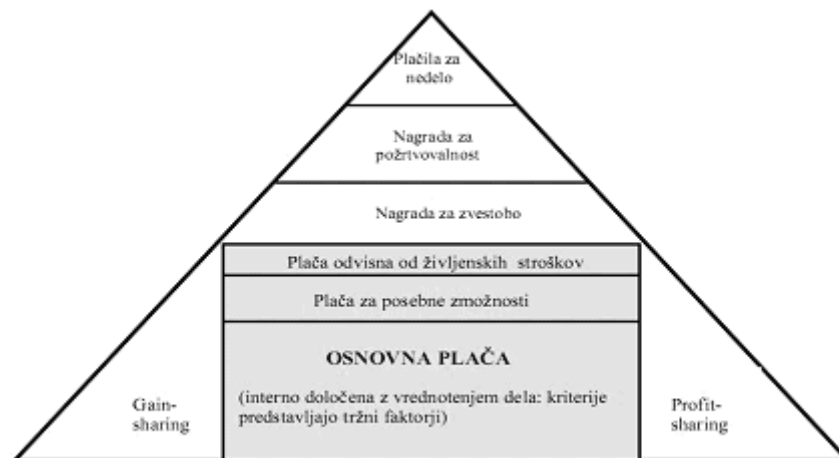 Plačila za
nedelo
Nagrada za
požrtvovalnost
Nagrada za zvestobo
Plača odvisna od življenskih stroškov
Plača za posebne zmožnosti
OSNOVNA PLAČA
(interno določena z vrednotenjem dela: kriterije
predstavljajo tržni faktorji)
Gain-
sharing
Profit-
sharing